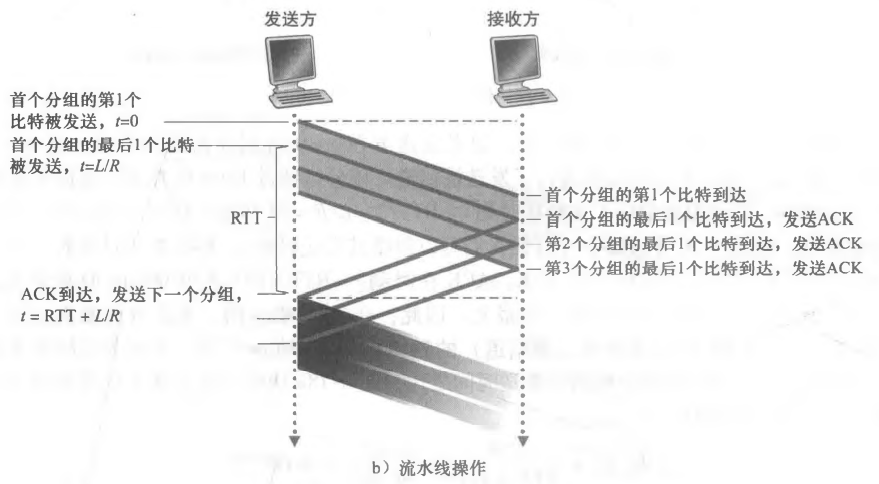 发送方
接收方
首个分组的第1个
比特被发送，t=0
首个分组的最后1个比特
被发送，t=L/R
RTT
ACK到达，发送下一个分组，
t = RTT + L/R
首个分组的第1个比特到达
首个分组的最后1个比特到达，发送ACK
第2个分组的最后1个比特到达，发送ACK
第3个分组的最后1个比特到达，发送ACK
b）流水线操作